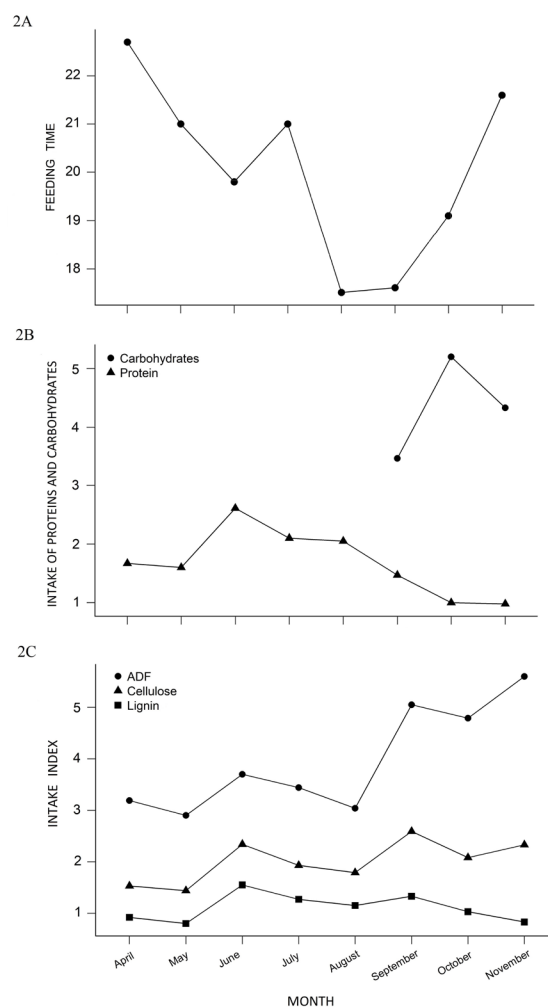 2A
FEEDING TIME
22
21
20
19
18
2B
INTAKE OF PROTEINS AND CARBOHYDRATES
Carbohydrates
Protein
5
4
3
2
1
2C
INTAKE INDEX
ADF
Cellulose
Lignin
5
4
3
2
1
April May June July August September October November
MONTH